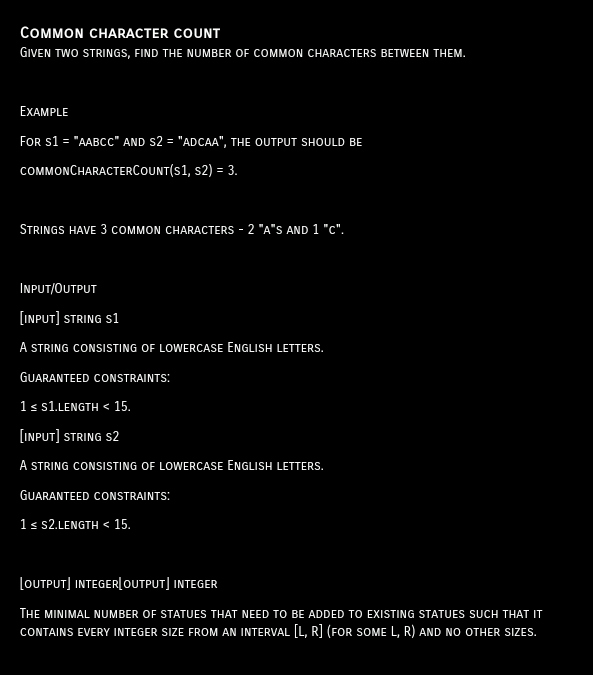 Common character count
Given two strings, find the number of common characters between them.
Example
For s1 = "aabcc" and s2 = "adcaa", the output should be
commonCharacterCount(s1, s2) = 3.
Strings have 3 common characters - 2 "a"s and 1 "c".
Input/Output
[input] string s1
A string consisting of lowercase English letters.
Guaranteed constraints:
1 ≤ s1.length < 15.
[input] string s2
A string consisting of lowercase English letters.
Guaranteed constraints:
1 ≤ s2.length < 15.
[output] integer[output] integer
The minimal number of statues that need to be added to existing statues such that it
contains every integer size from an interval [L, R] (for some L, R) and no other sizes.